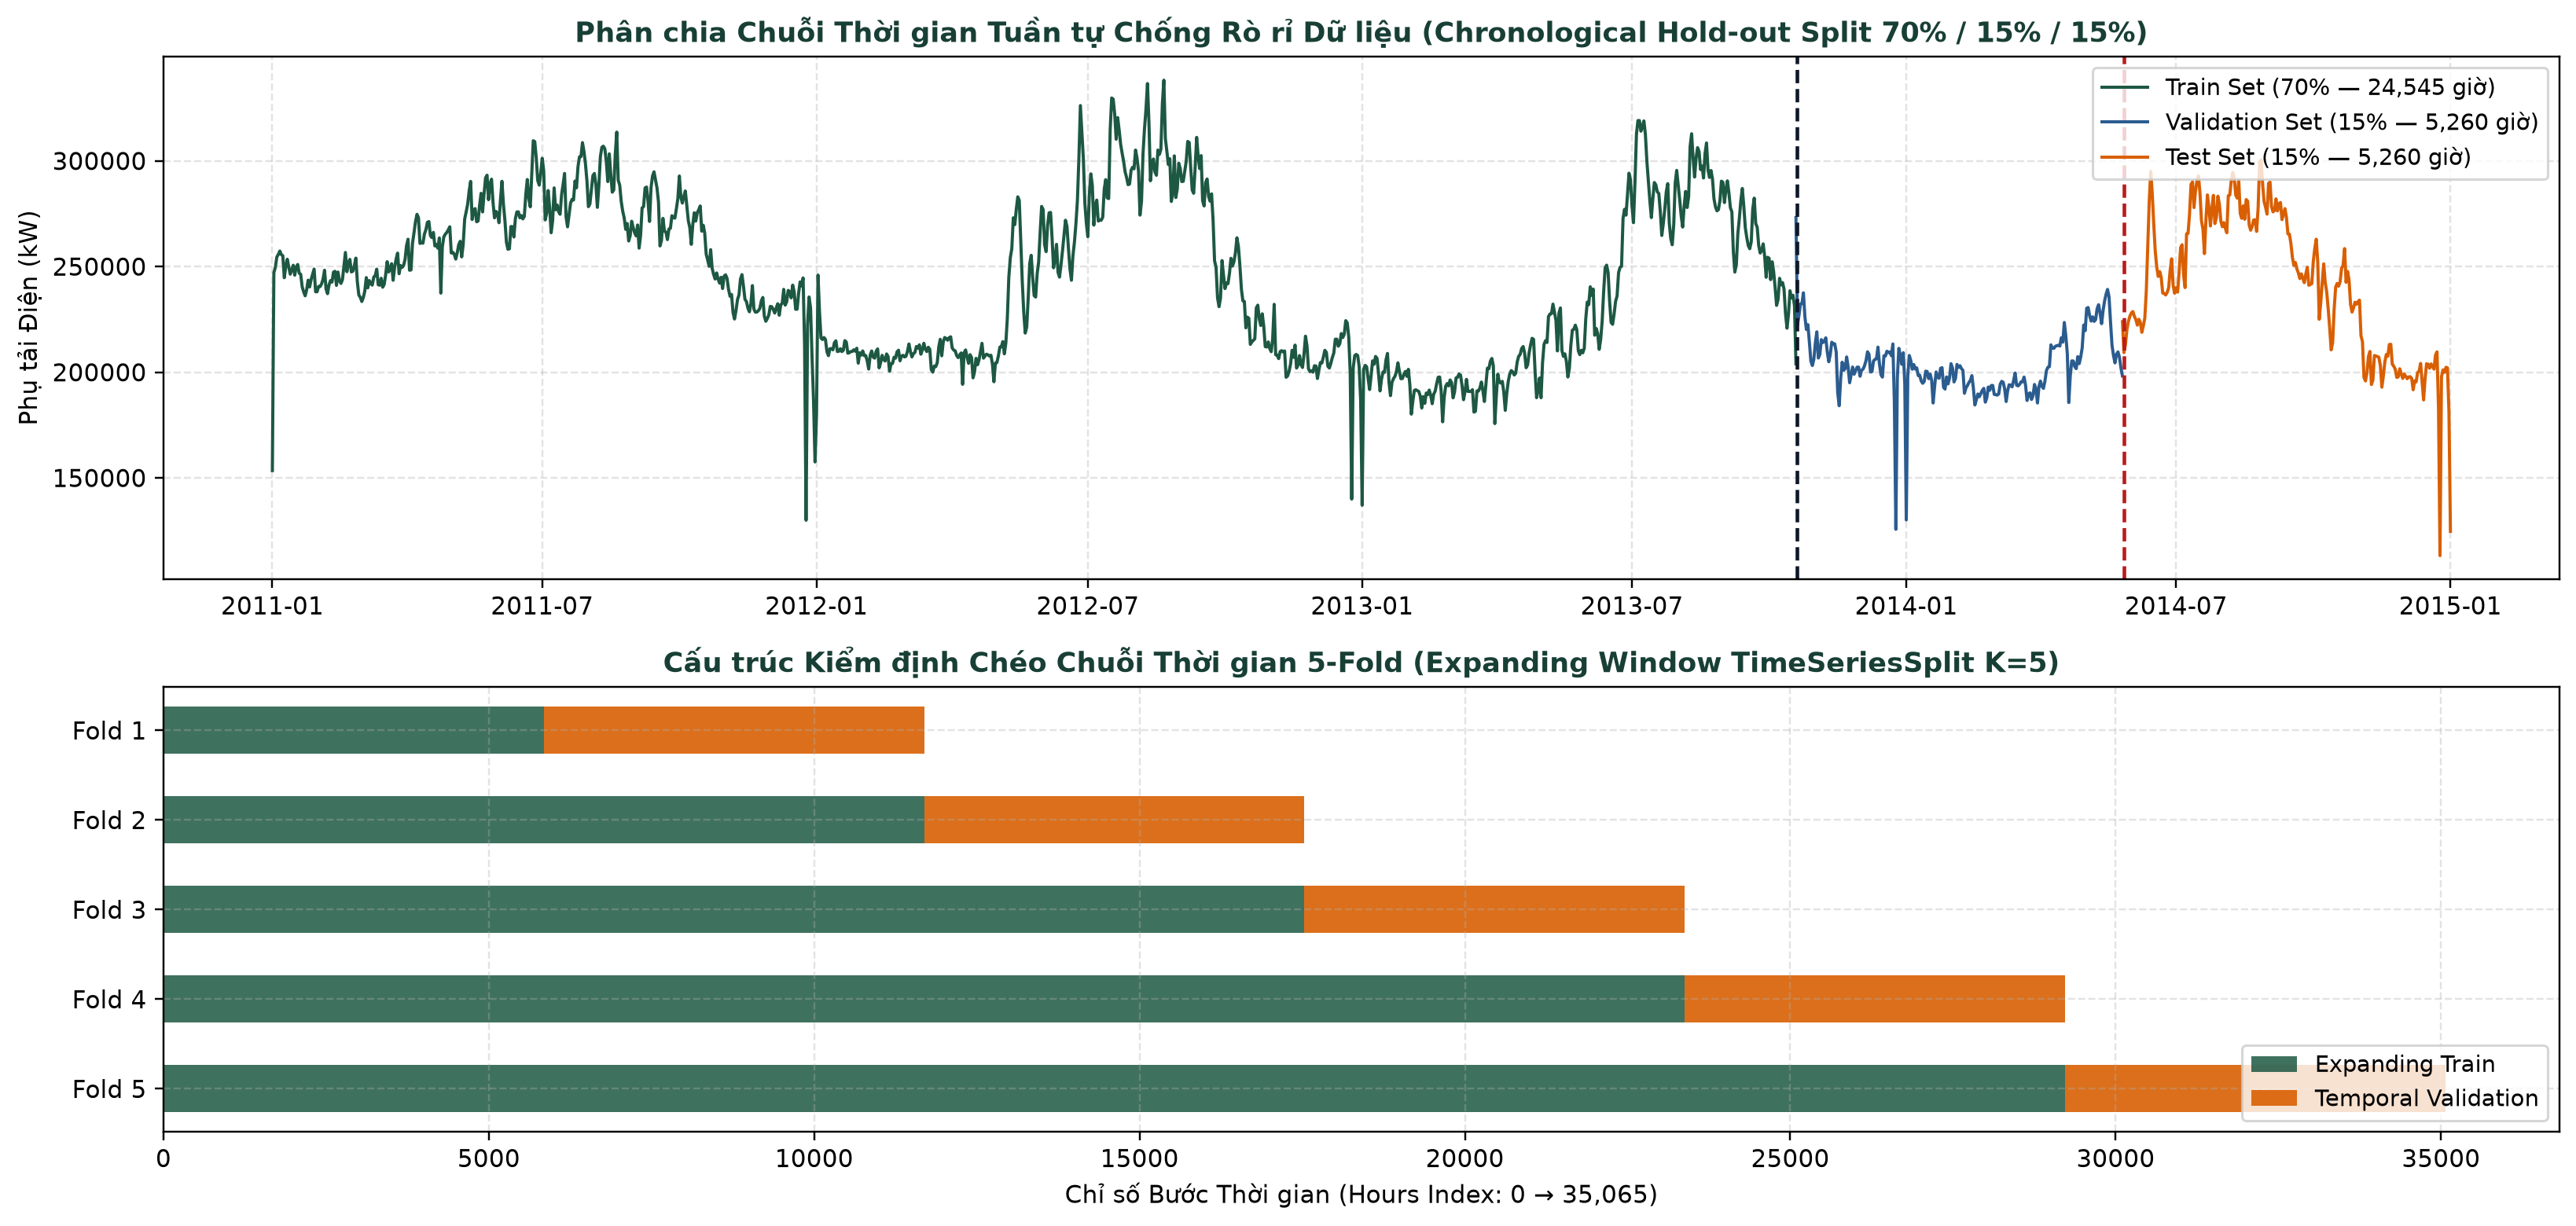 Phân chia Chuỗi Thời gian Tuần tự Chống Rò rỉ Dữ liệu (Chronological Hold-out Split 70% / 15% / 15%)
Train Set (70% — 24,545 giờ)
Validation Set (15% — 5,260 giờ)
Test Set (15% — 5,260 giờ)
Phụ tải Điện (kW)
300000
250000
200000
150000
2011-01
2011-07
2012-01
2012-07
2013-01
2013-07
2014-01
2014-07
2015-01
Cấu trúc Kiểm định Chéo Chuỗi Thời gian 5-Fold (Expanding Window TimeSeriesSplit K=5)
Fold 1
Fold 2
Fold 3
Fold 4
Fold 5
Expanding Train
Temporal Validation
0
5000
10000
15000
20000
25000
30000
35000
Chỉ số Bước Thời gian (Hours Index: 0 → 35,065)